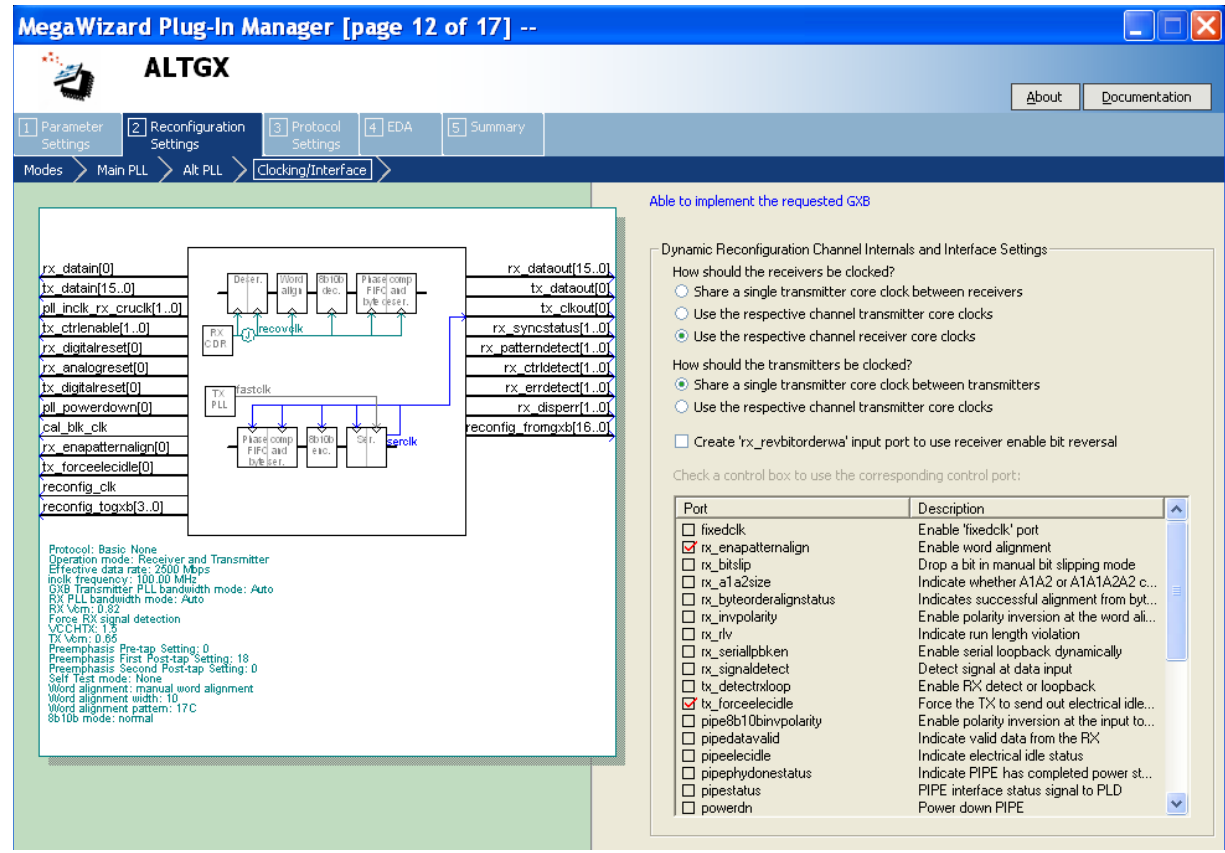 MegaWizard Plug-In Manager [page 12 of 17] --
ALTGX
About
Documentation
1 Parameter Settings
2 Reconfiguration Settings
3 Protocol Settings
4 EDA
5 Summary
Modes
Main PLL
Alt PLL
Clocking/Interface
rx_datain[0]
tx_datain[15..0]
pll_inclk_rx_cruclk[1..0]
tx_ctrlenable[1..0]
rx_digitalreset[0]
rx_analogreset[0]
tx_digitalreset[0]
pll_powerdown[0]
cal_blk_clk
rx_enapatternalign[0]
tx_forceelecidle[0]
reconfig_clk
reconfig_togxb[3..0]
Deser.
Word align
8b10b dec.
Phase comp FIFO and byte deser.
RX CDR
recovclk
TX PLL
fastclk
Phase comp FIFO and byte ser.
8b10b enc.
Ser.
serclk
rx_dataout[15..0]
tx_dataout[0]
tx_clkout[0]
rx_syncstatus[1..0]
rx_patterndetect[1..0]
rx_ctrldetect[1..0]
rx_errdetect[1..0]
rx_disperr[1..0]
reconfig_fromgxb[16..0]
Protocol: Basic None
Operation mode: Receiver and Transmitter
Effective data rate: 2500 Mbps
inclk frequency: 100.00 MHz
GXB Transmitter PLL bandwidth mode: Auto
RX PLL bandwidth mode: Auto
RX Vcm: 0.82
Force RX signal detection
VCCHTX: 1.5
TX Vcm: 0.65
Preemphasis Pre-tap Setting: 0
Preemphasis First Post-tap Setting: 18
Preemphasis Second Post-tap Setting: 0
Self Test mode: None
Word alignment: manual word alignment
Word alignment width: 10
Word alignment pattern: 17C
8b10b mode: normal
Able to implement the requested GXB
Dynamic Reconfiguration Channel Internals and Interface Settings
How should the receivers be clocked?
Share a single transmitter core clock between receivers
Use the respective channel transmitter core clocks
Use the respective channel receiver core clocks
How should the transmitters be clocked?
Share a single transmitter core clock between transmitters
Use the respective channel transmitter core clocks
Create 'rx_revbitorderwa' input port to use receiver enable bit reversal
Check a control box to use the corresponding control port:
Port Description
fixedclk Enable 'fixedclk' port
rx_enapatternalign Enable word alignment
rx_bitslip Drop a bit in manual bit slipping mode
rx_a1a2size Indicate whether A1A2 or A1A1A2A2 c...
rx_byteorderalignstatus Indicates successful alignment from byt...
rx_invpolarity Enable polarity inversion at the word ali...
rx_rlv Indicate run length violation
rx_seriallpbken Enable serial loopback dynamically
rx_signaldetect Detect signal at data input
tx_detectrxloop Enable RX detect or loopback
tx_forceelecidle Force the TX to send out electrical idle...
pipe8b10binvpolarity Enable polarity inversion at the input to...
pipedatavalid Indicate valid data from the RX
pipeelecidle Indicate electrical idle status
pipephydonestatus Indicate PIPE has completed power st...
pipestatus PIPE interface status signal to PLD
powerdn Power down PIPE